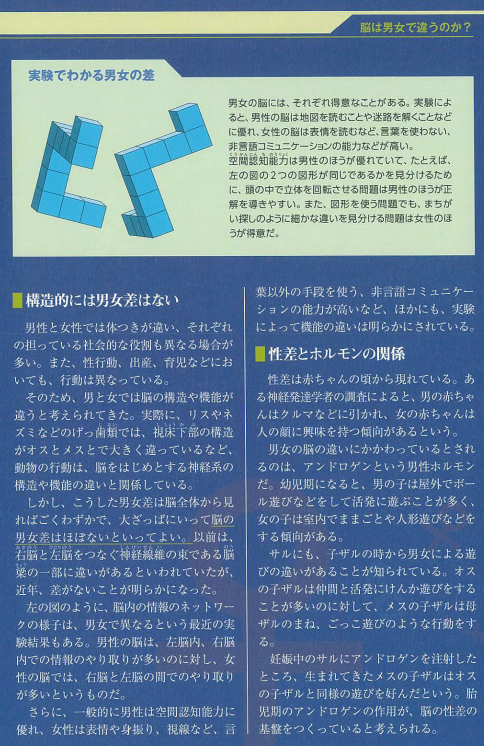 脳は男女で違うのか？
実験でわかる男女の差
男女の脳には、それぞれ得意なことがある。実験によ
ると、男性の脳は地図を読むことや迷路を解くことなど
に優れ、女性の脳は表情を読むなど、言葉を使わない、
非言語コミュニケーションの能力などが高い。
空間認知能力は男性のほうが優れていて、たとえば、
左の図の2つの図形が同じであるかを見分けるため
に、頭の中で立体を回転させる問題は男性のほうが正
解を導きやすい。また、図形を使う問題でも、まちが
い探しのように細かな違いを見分ける問題は女性のほ
うが得意だ。
構造的には男女差はない
男性と女性では体つきが違い、それぞれ
の担っている社会的な役割も異なる場合が
多い。また、性行動、出産、育児などにお
いても、行動は異なっている。
そのため、男と女では脳の構造や機能が
違うと考えられてきた。実際に、リスやネ
ズミなどのげっ歯類では、視床下部の構造
がオスとメスとで大きく違っているなど、
動物の行動は、脳をはじめとする神経系の
構造や機能の違いと関係している。
しかし、こうした男女差は脳全体から見
ればごくわずかで、大ざっぱにいって脳の
男女差はほぼないといってよい。以前は、
右脳と左脳をつなぐ神経線維の束である脳
梁の一部に違いがあるといわれていたが、
近年、差がないことが明らかになった。
左の図のように、脳内の情報のネットワー
クの様子は、男女で異なるという最近の実
験結果もある。男性の脳は、左脳内、右脳
内での情報のやり取りが多いのに対し、女
性の脳では、右脳と左脳の間でのやり取り
が多いというものだ。
さらに、一般的に男性は空間認知能力に
優れ、女性は表情や身振り、視線など、言
葉以外の手段を使う、非言語コミュニケー
ションの能力が高いなど、ほかにも、実験
によって機能の違いは明らかにされている。
性差とホルモンの関係
性差は赤ちゃんの頃から現れている。あ
る神経発達学者の調査によると、男の赤ちゃ
んはクルマなどに引かれ、女の赤ちゃんは
人の顔に興味を持つ傾向があるという。
男女の脳の違いにかかわっているとされ
るのは、アンドロゲンという男性ホルモン
だ。幼児期になると、男の子は屋外でボー
ル遊びなどをして活発に遊ぶことが多く、
女の子は室内でままごとや人形遊びなどを
する傾向がある。
サルにも、子ザルの時から男女による遊
びの違いがあることが知られている。オス
の子ザルは仲間と活発にけんか遊びをする
ことが多いのに対して、メスの子ザルは母
ザルのまね、ごっこ遊びのような行動をす
る。
妊娠中のサルにアンドロゲンを注射した
ところ、生まれてきたメスの子ザルはオス
の子ザルと同様の遊びを好んだという。胎
児期のアンドロゲンの作用が、脳の性差の
基盤をつくっていると考えられる。